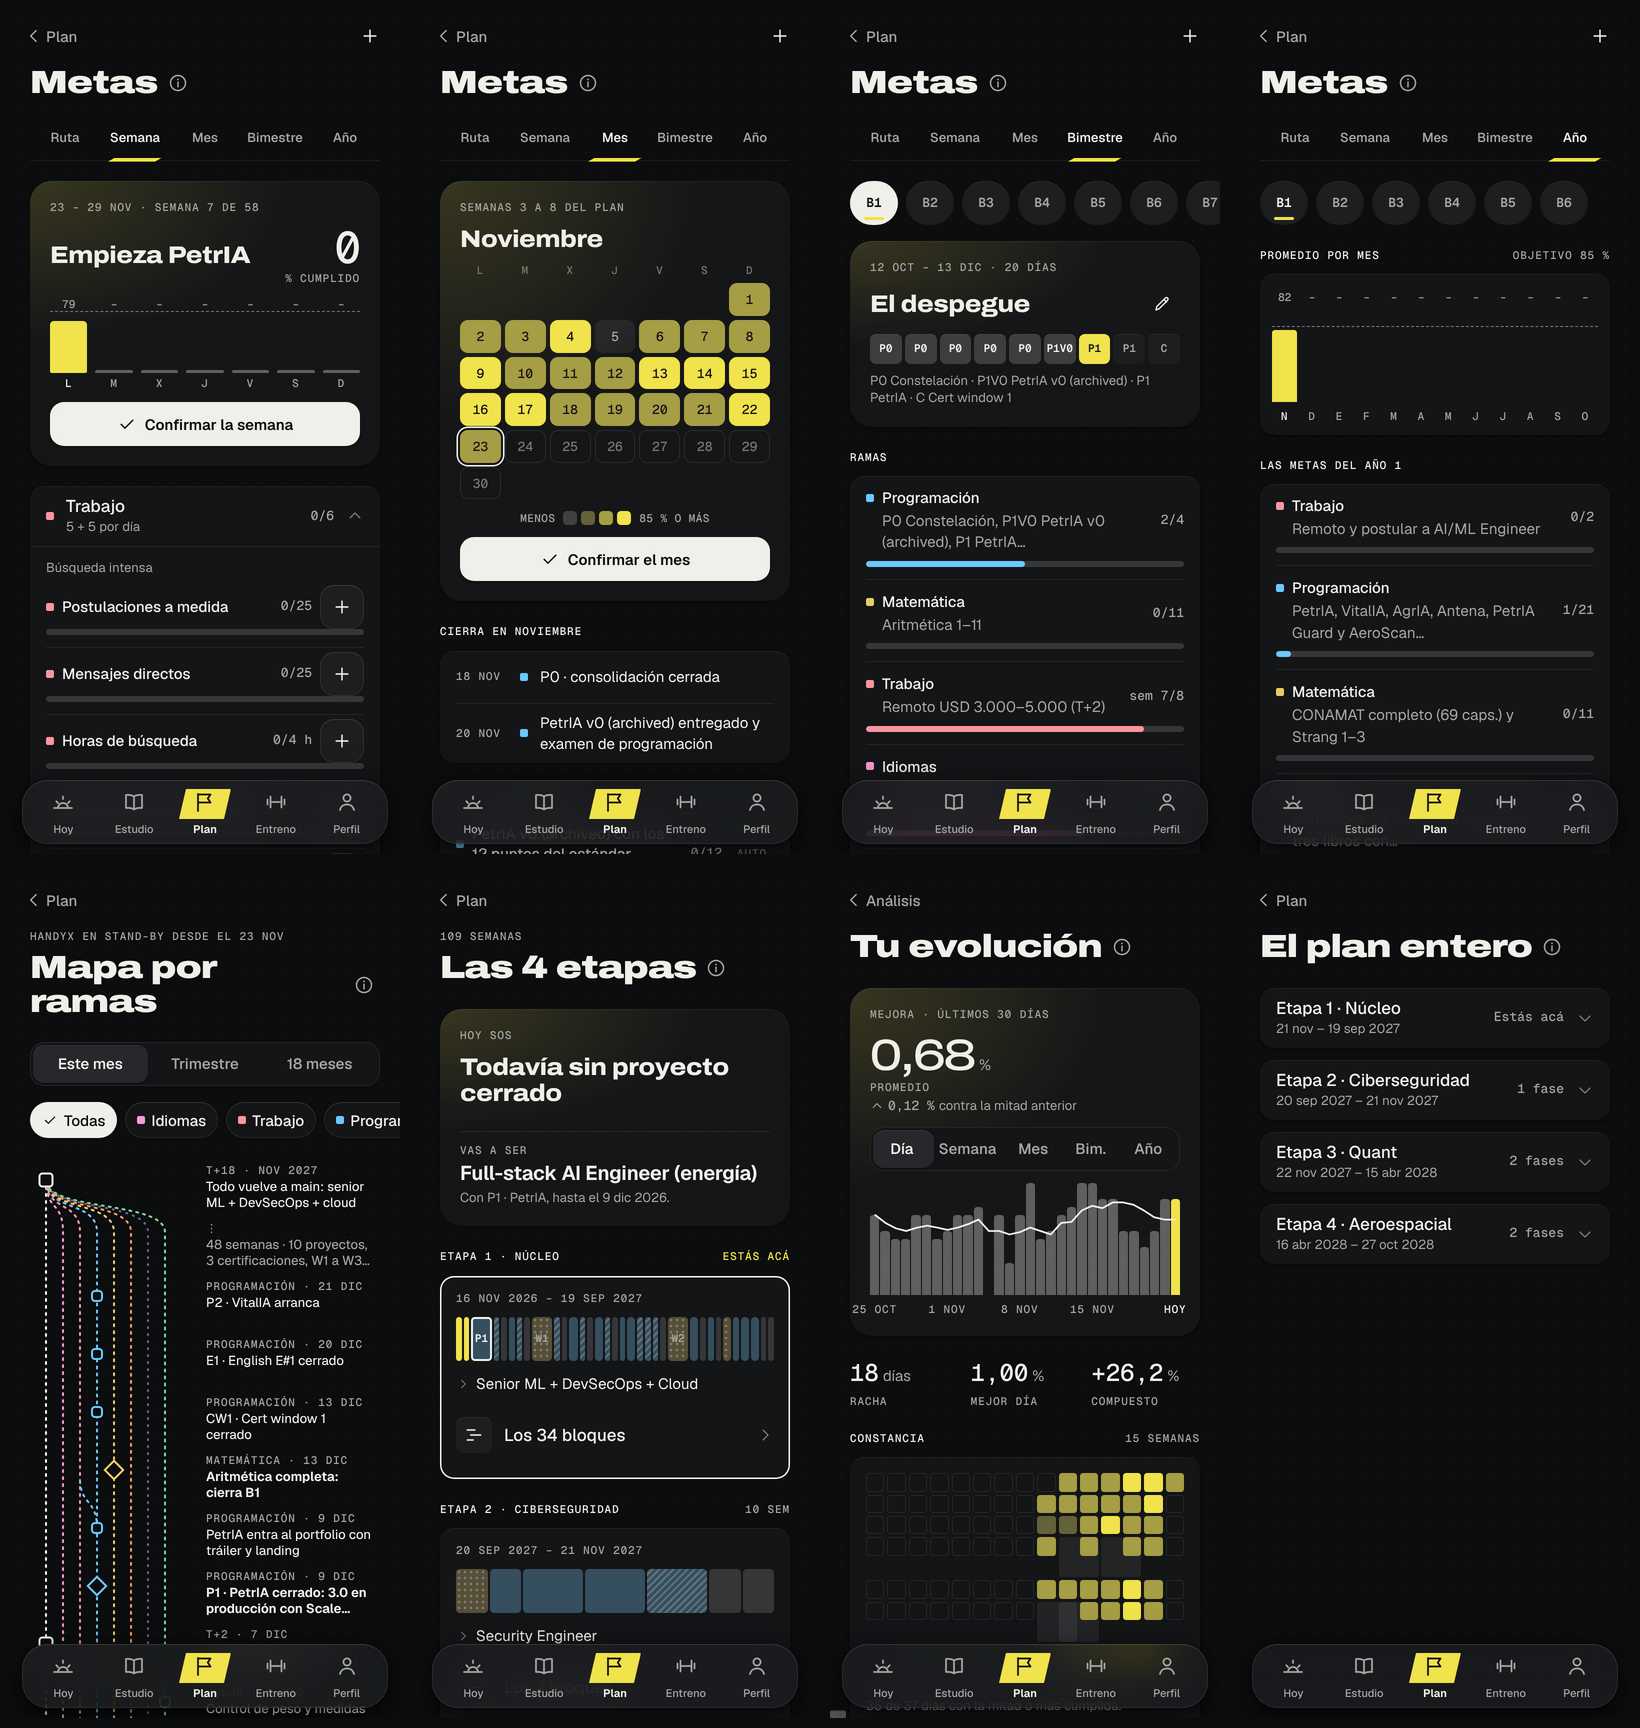 Plan
Metas
Ruta Semana Mes Bimestre Año
23 – 29 NOV · SEMANA 7 DE 58
Empieza PetrIA
0
% CUMPLIDO
79 – – – – – –
L M X J V S D
Confirmar la semana
Trabajo
5 + 5 por día
0/6
Búsqueda intensa
Postulaciones a medida 0/25
Mensajes directos 0/25
Horas de búsqueda 0/4 h
Hoy Estudio Plan Entreno Perfil
Plan
Metas
Ruta Semana Mes Bimestre Año
SEMANAS 3 A 8 DEL PLAN
Noviembre
L M X J V S D
1
2 3 4 5 6 7 8
9 10 11 12 13 14 15
16 17 18 19 20 21 22
23 24 25 26 27 28 29
30
MENOS 85 % O MÁS
Confirmar el mes
CIERRA EN NOVIEMBRE
18 NOV P0 · consolidación cerrada
20 NOV PetrIA v0 (archived) entregado y
examen de programación
PetrIA v0 (archived) con los
12 puntos del estándar 0/12 AUTO
Hoy Estudio Plan Entreno Perfil
Plan
Metas
Ruta Semana Mes Bimestre Año
B1 B2 B3 B4 B5 B6 B7
12 OCT – 13 DIC · 20 DÍAS
El despegue
P0 P0 P0 P0 P0 P1V0 P1 P1 C
P0 Constelación · P1V0 PetrIA v0 (archived) · P1
PetrIA · C Cert window 1
RAMAS
Programación
P0 Constelación, P1V0 PetrIA v0
(archived), P1 PetrIA…
2/4
Matemática
Aritmética 1–11
0/11
Trabajo
Remoto USD 3.000–5.000 (T+2)
sem 7/8
Idiomas
Hoy Estudio Plan Entreno Perfil
Plan
Metas
Ruta Semana Mes Bimestre Año
B1 B2 B3 B4 B5 B6
PROMEDIO POR MES OBJETIVO 85 %
82 – – – – – – – – – – –
N D E F M A M J J A S O
LAS METAS DEL AÑO 1
Trabajo
Remoto y postular a AI/ML Engineer
0/2
Programación
PetrIA, VitalIA, AgrIA, Antena, PetrIA
Guard y AeroScan…
1/21
Matemática
CONAMAT completo (69 caps.) y
Strang 1–3
0/11
tres libros con…
Hoy Estudio Plan Entreno Perfil
Plan
HANDYX EN STAND-BY DESDE EL 23 NOV
Mapa por
ramas
Este mes Trimestre 18 meses
Todas Idiomas Trabajo Progra
T+18 · NOV 2027
Todo vuelve a main: senior
ML + DevSecOps + cloud
⋮
48 semanas · 10 proyectos,
3 certificaciones, W1 a W3…
PROGRAMACIÓN · 21 DIC
P2 · VitalIA arranca
PROGRAMACIÓN · 20 DIC
E1 · English E#1 cerrado
PROGRAMACIÓN · 13 DIC
CW1 · Cert window 1
cerrado
MATEMÁTICA · 13 DIC
Aritmética completa:
cierra B1
PROGRAMACIÓN · 9 DIC
PetrIA entra al portfolio con
tráiler y landing
PROGRAMACIÓN · 9 DIC
P1 · PetrIA cerrado: 3.0 en
producción con Scale…
T+2 · 7 DIC
Control de peso y medidas
Hoy Estudio Plan Entreno Perfil
Plan
109 SEMANAS
Las 4 etapas
HOY SOS
Todavía sin proyecto
cerrado
VAS A SER
Full-stack AI Engineer (energía)
Con P1 · PetrIA, hasta el 9 dic 2026.
ETAPA 1 · NÚCLEO ESTÁS ACÁ
16 NOV 2026 – 19 SEP 2027
P1 W1 W2
Senior ML + DevSecOps + Cloud
Los 34 bloques
ETAPA 2 · CIBERSEGURIDAD 10 SEM
20 SEP 2027 – 21 NOV 2027
Security Engineer
Hoy Estudio Plan Entreno Perfil
Análisis
Tu evolución
MEJORA · ÚLTIMOS 30 DÍAS
0,68 %
PROMEDIO
0,12 % contra la mitad anterior
Día Semana Mes Bim. Año
25 OCT 1 NOV 8 NOV 15 NOV HOY
18 días 1,00 % +26,2 %
RACHA MEJOR DÍA COMPUESTO
CONSTANCIA 15 SEMANAS
35 de 37 días con la mitad o más cumplida.
Hoy Estudio Plan Entreno Perfil
Plan
El plan entero
Etapa 1 · Núcleo
21 nov – 19 sep 2027
Estás acá
Etapa 2 · Ciberseguridad
20 sep 2027 – 21 nov 2027
1 fase
Etapa 3 · Quant
22 nov 2027 – 15 abr 2028
2 fases
Etapa 4 · Aeroespacial
16 abr 2028 – 27 oct 2028
2 fases
Hoy Estudio Plan Entreno Perfil